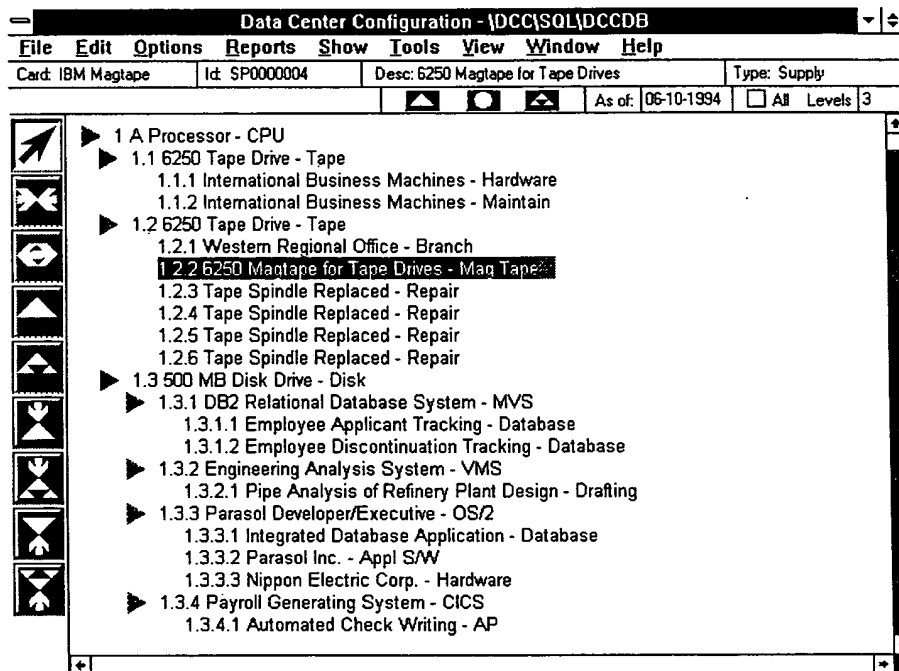 Data Center Configuration - \DCC\SQL\DCCDB
File Edit Options Reports Show Tools View Window Help
Card: IBM Magtape Id: SP0000004 Desc: 6250 Magtape for Tape Drives Type: Supply
As of: 06-10-1994 All Levels 3
1 A Processor - CPU
1.1 6250 Tape Drive - Tape
1.1.1 International Business Machines - Hardware
1.1.2 International Business Machines - Maintain
1.2 6250 Tape Drive - Tape
1.2.1 Western Regional Office - Branch
1.2.2 6250 Magtape for Tape Drives - Mag Tape
1.2.3 Tape Spindle Replaced - Repair
1.2.4 Tape Spindle Replaced - Repair
1.2.5 Tape Spindle Replaced - Repair
1.2.6 Tape Spindle Replaced - Repair
1.3 500 MB Disk Drive - Disk
1.3.1 DB2 Relational Database System - MVS
1.3.1.1 Employee Applicant Tracking - Database
1.3.1.2 Employee Discontinuation Tracking - Database
1.3.2 Engineering Analysis System - VMS
1.3.2.1 Pipe Analysis of Refinery Plant Design - Drafting
1.3.3 Parasol Developer/Executive - OS/2
1.3.3.1 Integrated Database Application - Database
1.3.3.2 Parasol Inc. - Appl S/W
1.3.3.3 Nippon Electric Corp. - Hardware
1.3.4 Payroll Generating System - CICS
1.3.4.1 Automated Check Writing - AP